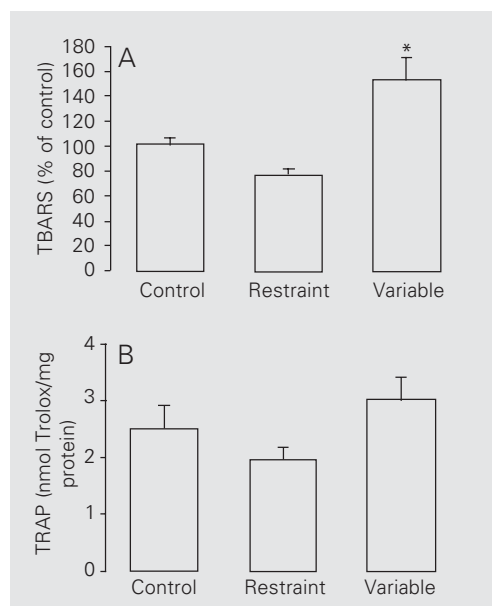 A
TBARS (% of control)
180
160
140
120
100
80
60
40
20
0
*
Control Restraint Variable
B
TRAP (nmol Trolox/mg
protein)
4
3
2
1
0
Control Restraint Variable